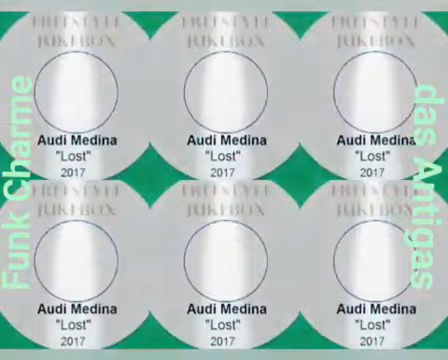 FREESTYLE FREESTYLE FREESTYLE
JUKEBOX JUKEBOX JUKEBOX
Audi Medina Audi Medina Audi Medina
"Lost" "Lost" "Lost"
2017 2017 2017
FREESTYLE FREESTYLE FREESTYLE
JUKEBOX JUKEBOX JUKEBOX
Audi Medina Audi Medina Audi Medina
"Lost" "Lost" "Lost"
2017 2017 2017
Funk Charme
das Antigas